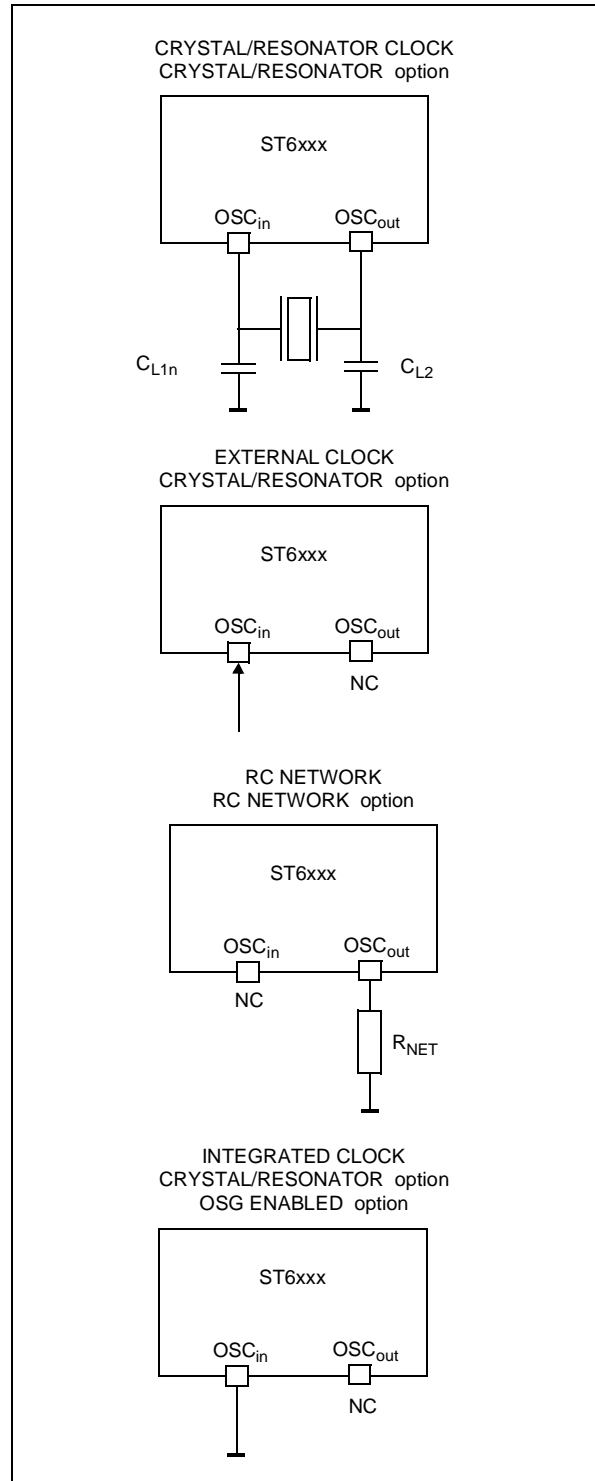 CRYSTAL/RESONATOR CLOCK
CRYSTAL/RESONATOR option
ST6xxx
OSCin OSCout
CL1n CL2
EXTERNAL CLOCK
CRYSTAL/RESONATOR option
ST6xxx
OSCin OSCout
NC
RC NETWORK
RC NETWORK option
ST6xxx
OSCin OSCout
NC
RNET
INTEGRATED CLOCK
CRYSTAL/RESONATOR option
OSG ENABLED option
ST6xxx
OSCin OSCout
NC